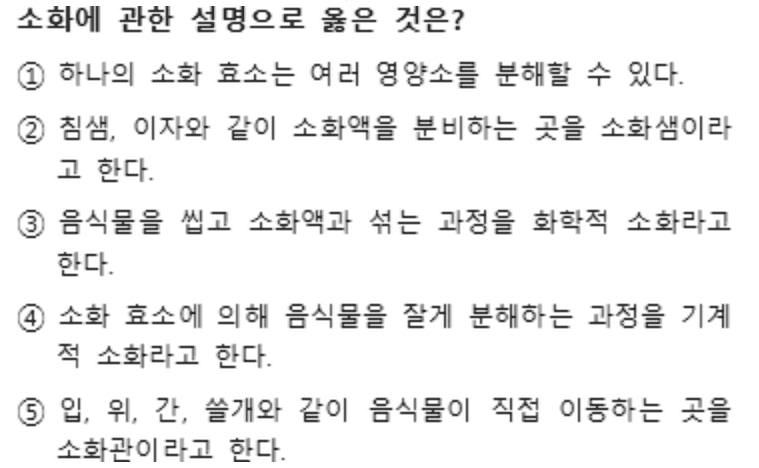 소화에 관한 설명으로 옳은 것은?
① 하나의 소화 효소는 여러 영양소를 분해할 수 있다.
② 침샘, 이자와 같이 소화액을 분비하는 곳을 소화샘이라
고 한다.
③ 음식물을 씹고 소화액과 섞는 과정을 화학적 소화라고
한다.
④ 소화 효소에 의해 음식물을 잘게 분해하는 과정을 기계
적 소화라고 한다.
⑤ 입, 위, 간, 쓸개와 같이 음식물이 직접 이동하는 곳을
소화관이라고 한다.